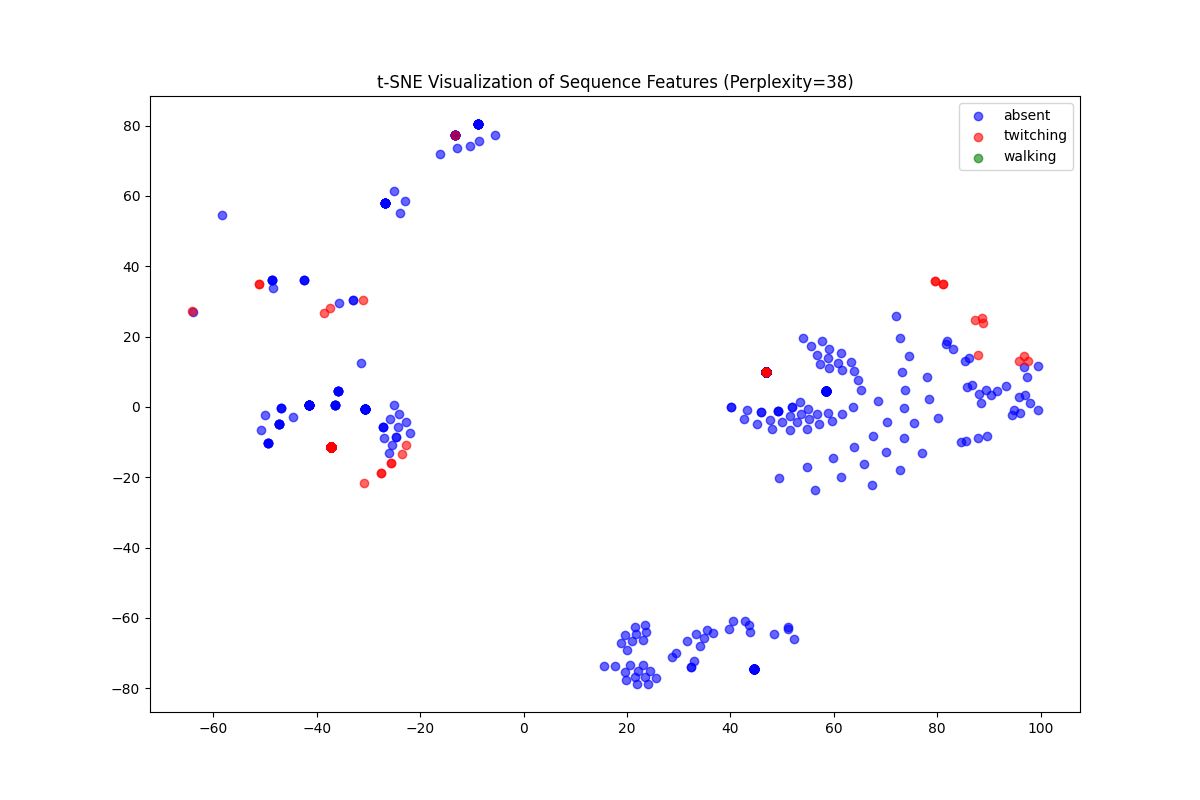 t-SNE Visualization of Sequence Features (Perplexity=38)
absent
twitching
walking
80
60
40
20
0
−20
−40
−60
−80
−60 −40 −20 0 20 40 60 80 100